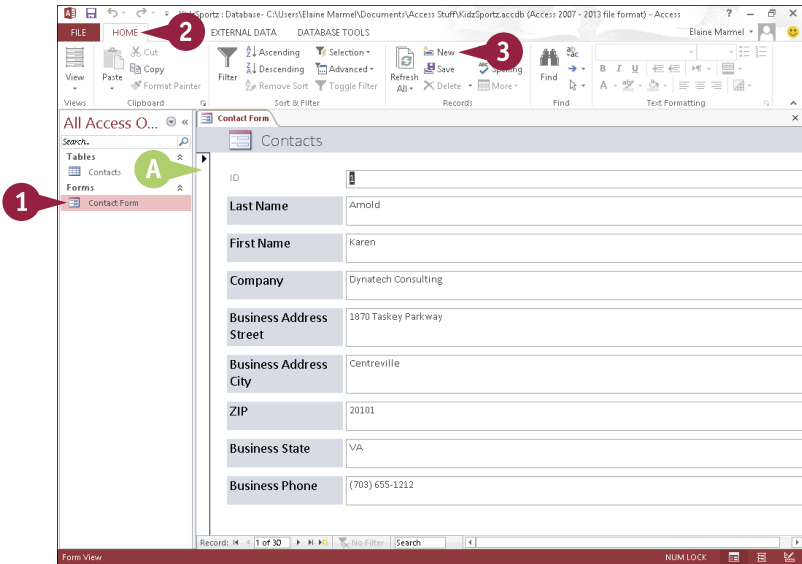 KidzSportz : Database- C:\Users\Elaine Marmel\Documents\Access Stuff\KidzSportz.accdb (Access 2007 - 2013 file format) - Access
FILE HOME 2 EXTERNAL DATA DATABASE TOOLS Elaine Marmel
View Paste Cut Copy Format Painter
Filter Ascending Descending Remove Sort Selection Advanced Toggle Filter
Refresh All New 3 Save Spelling Delete More
Find ab ac
B I U A
Views Clipboard Sort & Filter Records Find Text Formatting
All Access O...
Search..
Tables
Contacts
Forms
1 Contact Form
Contact Form
Contacts
A
ID 1
Last Name Arnold
First Name Karen
Company Dynatech Consulting
Business Address Street 1870 Taskey Parkway
Business Address City Centreville
ZIP 20101
Business State VA
Business Phone (703) 655-1212
Record: 1 of 30 No Filter Search
Form View NUM LOCK